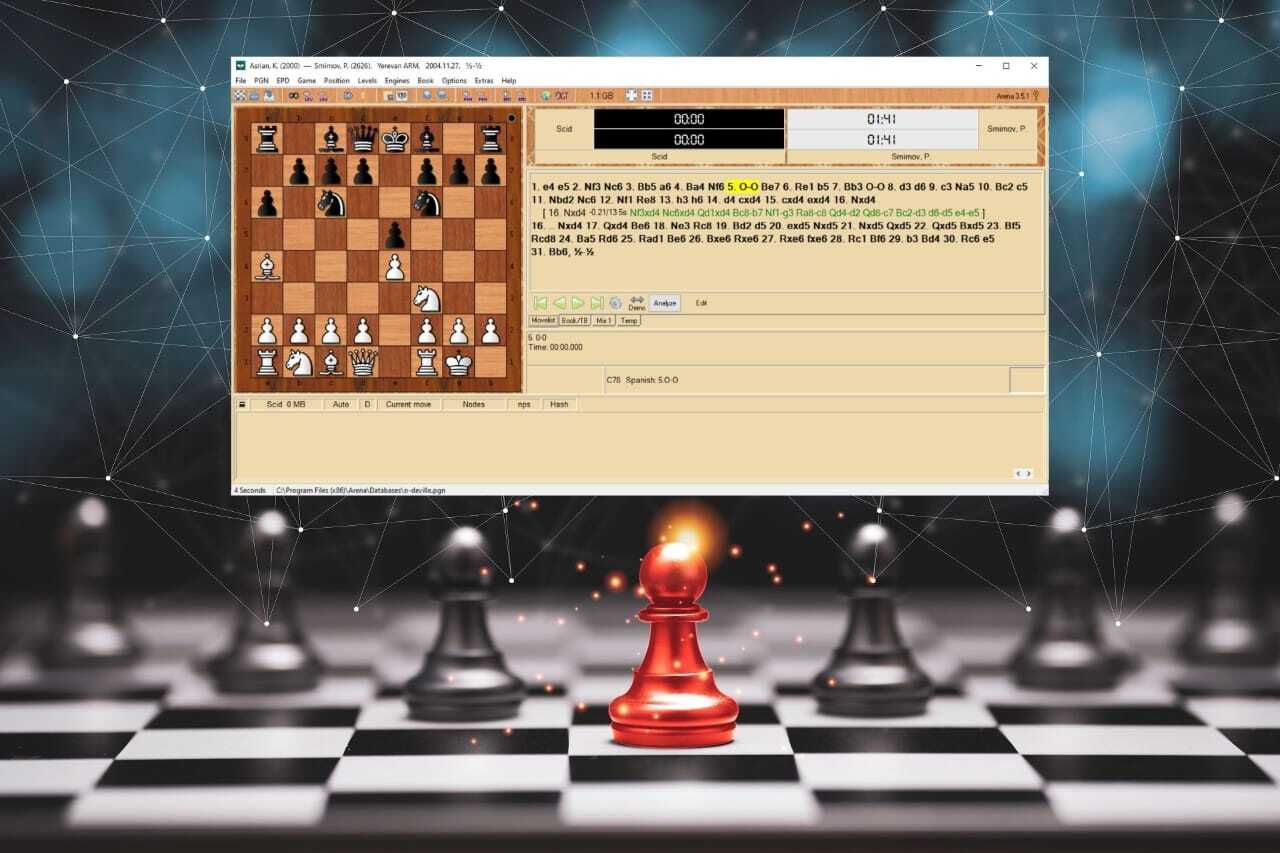 Asrian, K. (2000) — Smirnov, P. (2626), Yerevan ARM, 2004.11.27, ½-½
File PGN EPD Game Position Levels Engines Book Options Extras Help
1.1 GB
Arena 3.5.1
Scid 00:00 01:41 Smirnov, P.
00:00 01:41
Scid Smirnov, P.
1. e4 e5 2. Nf3 Nc6 3. Bb5 a6 4. Ba4 Nf6 5. O-O Be7 6. Re1 b5 7. Bb3 O-O 8. d3 d6 9. c3 Na5 10. Bc2 c5
11. Nbd2 Nc6 12. Nf1 Re8 13. h3 h6 14. d4 cxd4 15. cxd4 exd4 16. Nxd4
[ 16. Nxd4 -0.21/13 5s Nf3xd4 Nc6xd4 Qd1xd4 Bc8-b7 Nf1-g3 Ra8-c8 Qd4-d2 Qd8-c7 Bc2-d3 d6-d5 e4-e5 ]
16. .. Nxd4 17. Qxd4 Be6 18. Ne3 Rc8 19. Bd2 d5 20. exd5 Nxd5 21. Nxd5 Qxd5 22. Qxd5 Bxd5 23. Bf5
Rcd8 24. Ba5 Rd6 25. Rad1 Be6 26. Bxe6 Rxe6 27. Rxe6 fxe6 28. Rc1 Bf6 29. b3 Bd4 30. Rc6 e5
31. Bb6, ½-½
Demo Analyze Edit
Movelist Book/TB Mix 1 Temp
5. 0-0
Time: 00:00.000
C78 Spanish: 5.O-O
Scid 0 MB Auto D Current move Nodes nps Hash
4 Seconds C:\Program Files (x86)\Arena\Databases\n-deville.pgn